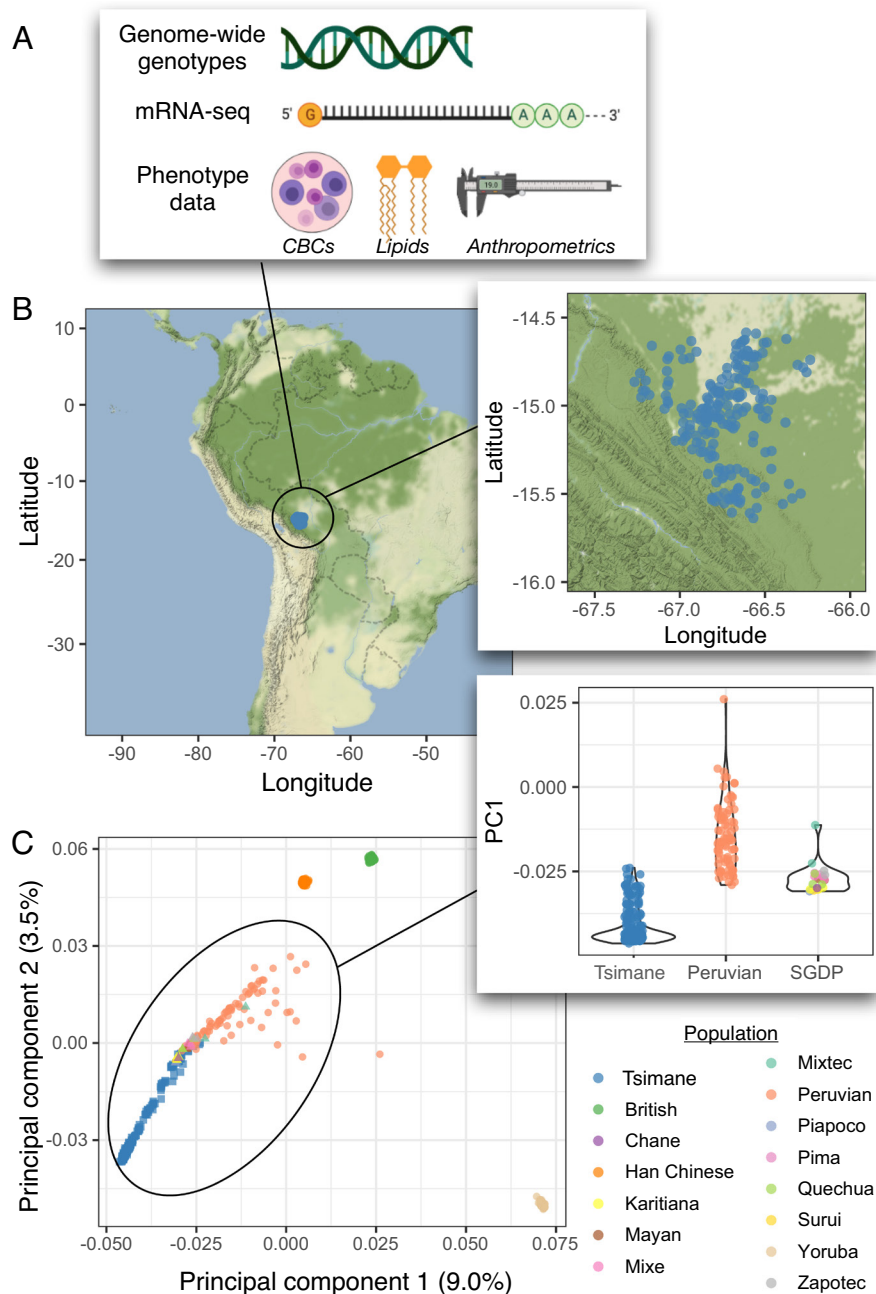 A
Genome-wide
genotypes
mRNA-seq
5'
G
A
A
A
3'
Phenotype
data
19.0
CBCs
Lipids
Anthropometrics
B
10
0
-10
-20
-30
Latitude
-90
-80
-70
-60
-50
Longitude
-14.5
-15.0
-15.5
-16.0
Latitude
-67.5
-67.0
-66.5
-66.0
Longitude
0.025
0.000
-0.025
PC1
Tsimane
Peruvian
SGDP
C
0.06
0.03
0.00
-0.03
Principal component 2 (3.5%)
-0.050
-0.025
0.000
0.025
0.050
0.075
Principal component 1 (9.0%)
Population
Tsimane
British
Chane
Han Chinese
Karitiana
Mayan
Mixe
Mixtec
Peruvian
Piapoco
Pima
Quechua
Surui
Yoruba
Zapotec